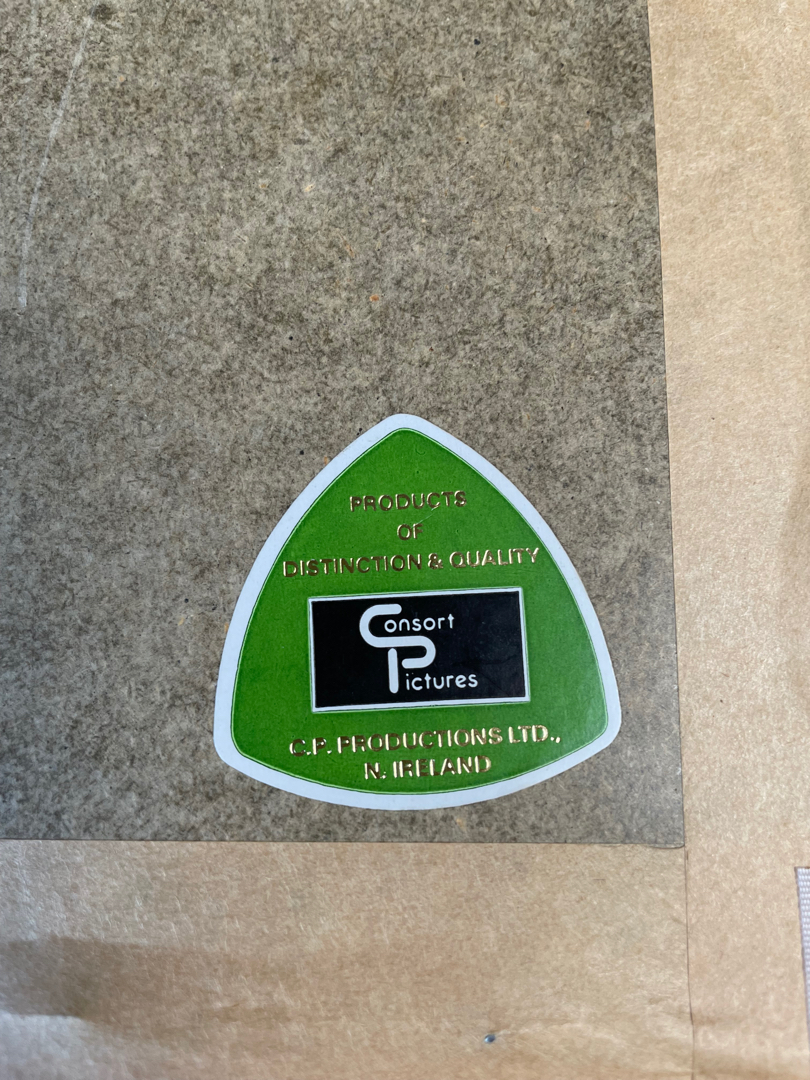 PRODUCTS
OF
DISTINCTION & QUALITY
Consort
Pictures
C.P. PRODUCTIONS LTD.,
N. IRELAND